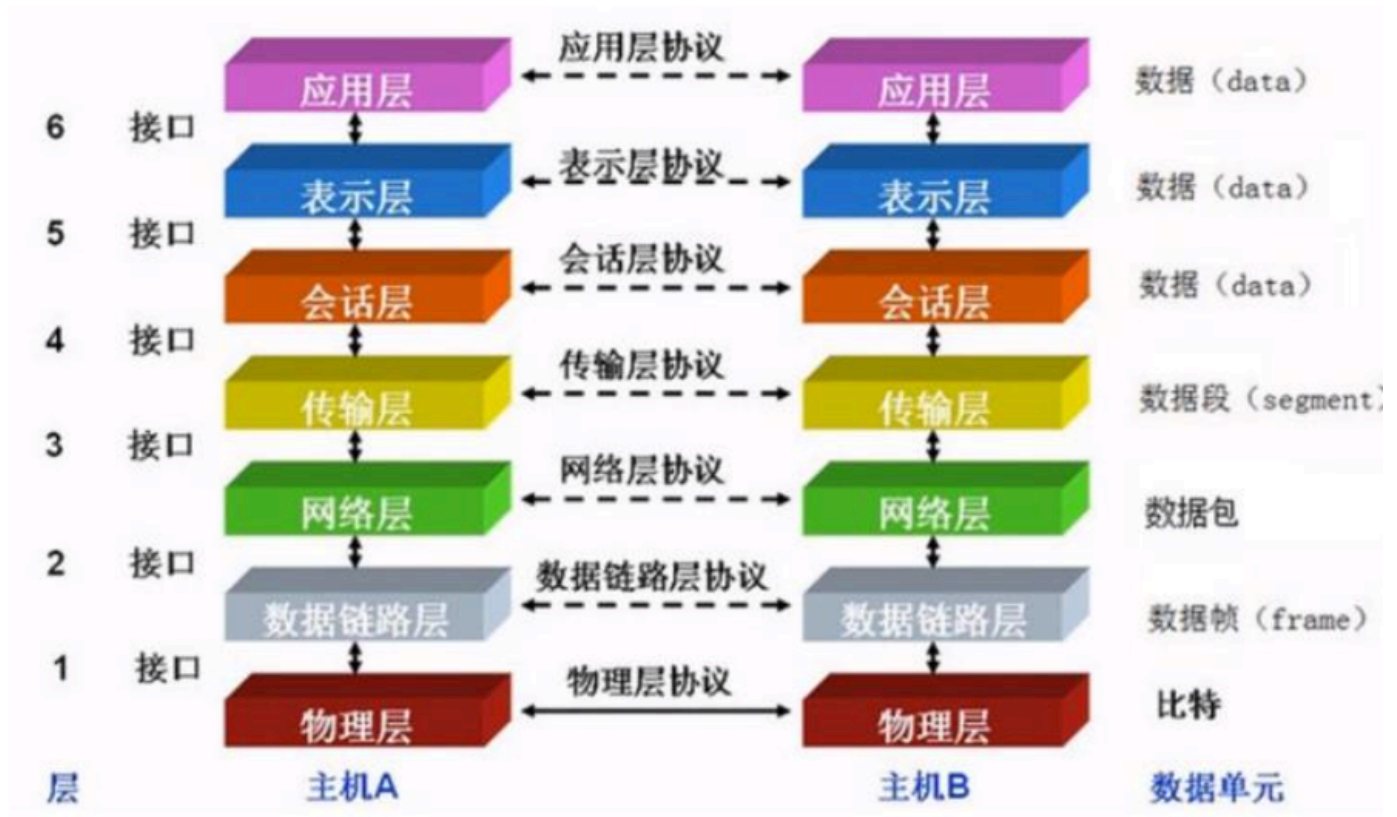 应用层协议
应用层 应用层 数据（data）
6 接口
表示层协议
表示层 表示层 数据（data）
5 接口
会话层协议
会话层 会话层 数据（data）
4 接口
传输层协议
传输层 传输层 数据段（segment）
3 接口
网络层协议
网络层 网络层 数据包
2 接口
数据链路层协议
数据链路层 数据链路层 数据帧（frame）
1 接口
物理层协议
物理层 物理层 比特
层 主机A 主机B 数据单元